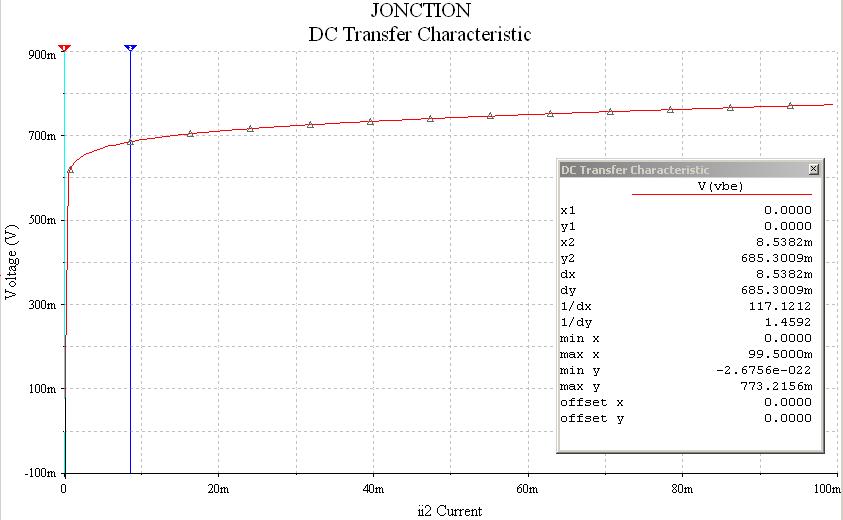 JONCTION
DC Transfer Characteristic
1
2
900m
700m
500m
300m
100m
-100m
Voltage (V)
0
20m
40m
60m
80m
100m
ii2 Current
DC Transfer Characteristic
V(vbe)
x1 0.0000
y1 0.0000
x2 8.5382m
y2 685.3009m
dx 8.5382m
dy 685.3009m
1/dx 117.1212
1/dy 1.4592
min x 0.0000
max x 99.5000m
min y -2.6756e-022
max y 773.2156m
offset x 0.0000
offset y 0.0000